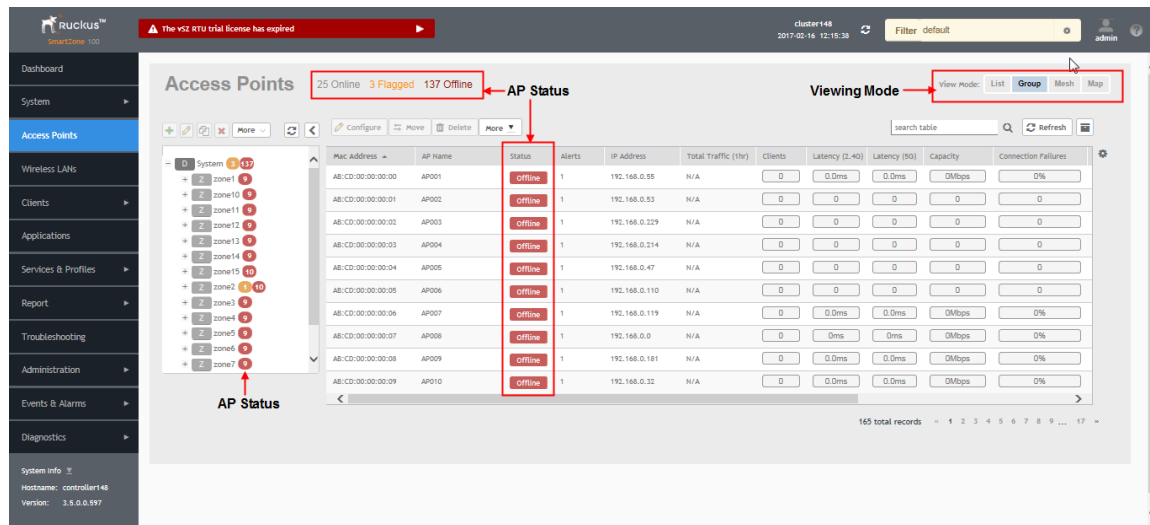 Ruckus™
SmartZone 100
The vSZ RTU trial license has expired
cluster148
2017-02-16 12:15:38
Filter default
admin
Dashboard
System
Access Points
Wireless LANs
Clients
Applications
Services & Profiles
Report
Troubleshooting
Administration
Events & Alarms
Diagnostics
System Info
Hostname: controller148
Version: 3.5.0.0.597
Access Points
25 Online 3 Flagged 137 Offline
AP Status
Viewing Mode
View Mode: List Group Mesh Map
More
Configure Move Delete More
search table
Refresh
D System 3 137
Z zone1 9
Z zone10 9
Z zone11 9
Z zone12 9
Z zone13 9
Z zone14 9
Z zone15 10
Z zone2 1 10
Z zone3 9
Z zone4 9
Z zone5 9
Z zone6 9
Z zone7 9
AP Status
Mac Address AP Name Status Alerts IP Address Total Traffic (1hr) Clients Latency (2.4G) Latency (5G) Capacity Connection Failures
AB:CD:00:00:00:00 AP001 Offline 1 192.168.0.55 N/A 0 0.0ms 0.0ms 0Mbps 0%
AB:CD:00:00:00:01 AP002 Offline 1 192.168.0.53 N/A 0 0 0 0 0
AB:CD:00:00:00:02 AP003 Offline 1 192.168.0.229 N/A 0 0 0 0 0
AB:CD:00:00:00:03 AP004 Offline 1 192.168.0.214 N/A 0 0 0 0 0
AB:CD:00:00:00:04 AP005 Offline 1 192.168.0.47 N/A 0 0 0 0 0
AB:CD:00:00:00:05 AP006 Offline 1 192.168.0.110 N/A 0 0 0 0 0
AB:CD:00:00:00:06 AP007 Offline 1 192.168.0.119 N/A 0 0.0ms 0.0ms 0Mbps 0%
AB:CD:00:00:00:07 AP008 Offline 1 192.168.0.0 N/A 0 0ms 0ms 0Mbps 0%
AB:CD:00:00:00:08 AP009 Offline 1 192.168.0.181 N/A 0 0.0ms 0.0ms 0Mbps 0%
AB:CD:00:00:00:09 AP010 Offline 1 192.168.0.32 N/A 0 0.0ms 0.0ms 0Mbps 0%
165 total records « 1 2 3 4 5 6 7 8 9 ... 17 »